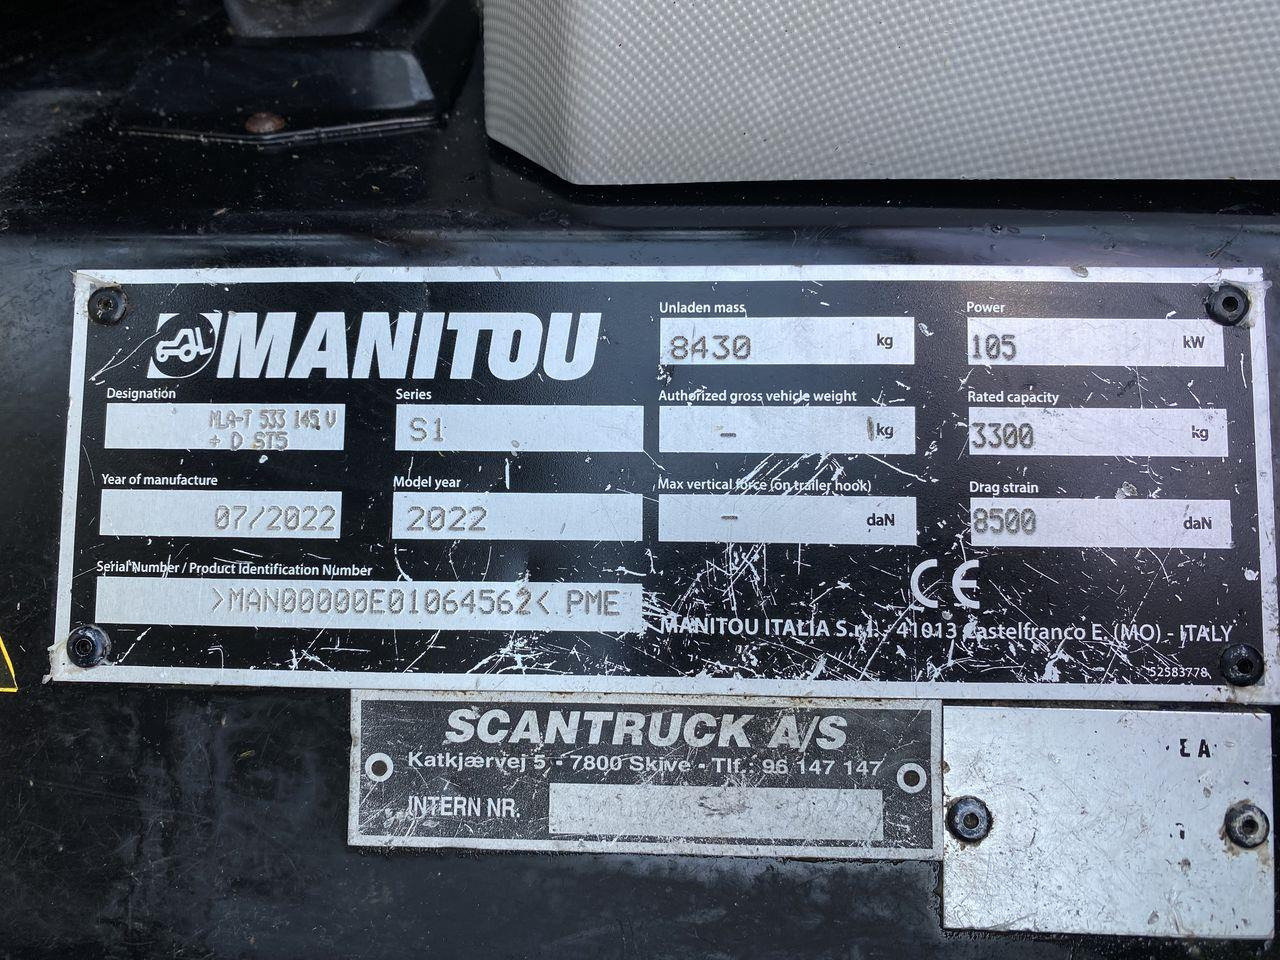 MANITOU
Designation
MLA-T 533 145 V
+ D ST5
Series
S1
Year of manufacture
07/2022
Model year
2022
Serial Number / Product Identification Number
>MAN00000E01064562< PME
Unladen mass
8430 kg
Authorized gross vehicle weight
- kg
Max vertical force (on trailer hook)
- daN
Power
105 kW
Rated capacity
3300 kg
Drag strain
8500 daN
CE
MANITOU ITALIA S.r.l. - 41013 Castelfranco E. (MO) - ITALY
52583778
SCANTRUCK A/S
Katkjærvej 5 - 7800 Skive - Tlf.: 96 147 147
INTERN NR.